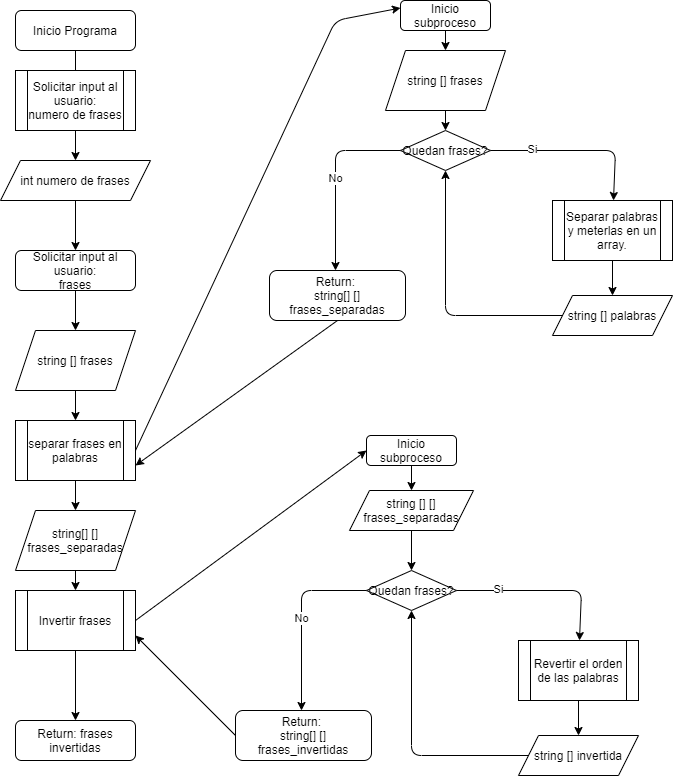 Inicio Programa
Solicitar input al
usuario:
numero de frases
int numero de frases
Solicitar input al
usuario:
frases
string [] frases
separar frases en
palabras
string[] []
frases_separadas
Invertir frases
Return: frases
invertidas
Inicio
subproceso
string [] frases
Quedan frases?
Si
No
Separar palabras
y meterlas en un
array.
string [] palabras
Return:
string[] []
frases_separadas
Inicio
subproceso
string [] []
frases_separadas
Quedan frases?
Si
No
Revertir el orden
de las palabras
string [] invertida
Return:
string[] []
frases_invertidas